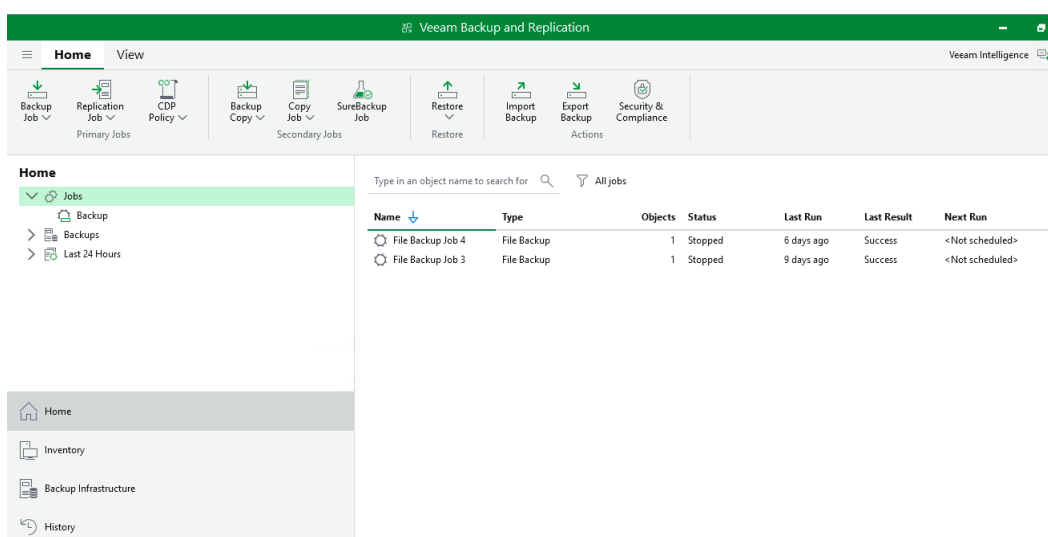 Veeam Backup and Replication
Home View Veeam Intelligence
Backup Job Replication Job CDP Policy Backup Copy Copy Job SureBackup Job Restore Import Backup Export Backup Security & Compliance
Primary Jobs Secondary Jobs Restore Actions
Home
Jobs
Backup
Backups
Last 24 Hours
Type in an object name to search for All jobs
Name Type Objects Status Last Run Last Result Next Run
File Backup Job 4 File Backup 1 Stopped 6 days ago Success <Not scheduled>
File Backup Job 3 File Backup 1 Stopped 9 days ago Success <Not scheduled>
Home
Inventory
Backup Infrastructure
History